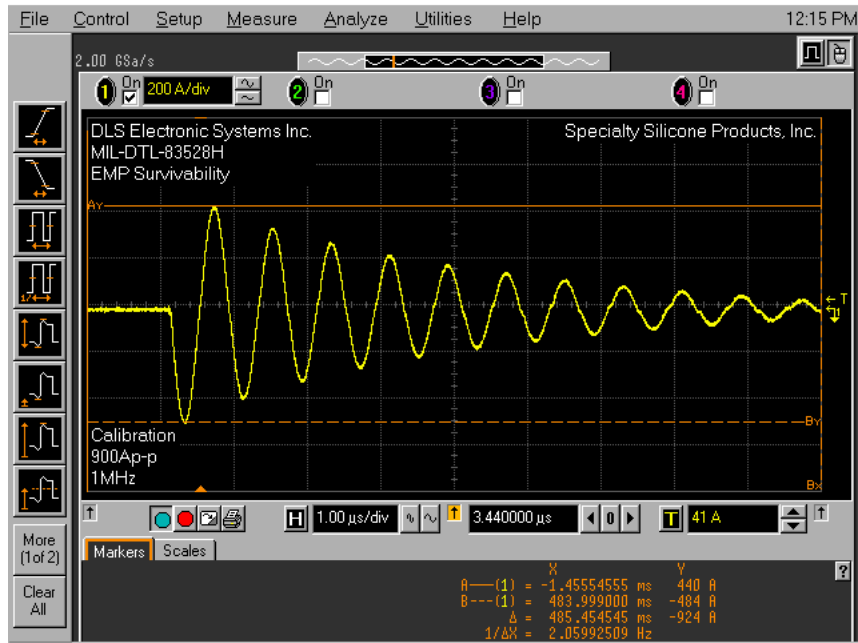 File Control Setup Measure Analyze Utilities Help 12:15 PM
2.00 GSa/s
1 On 200 A/div 2 On 3 On 4 On
DLS Electronic Systems Inc. Specialty Silicone Products, Inc.
MIL-DTL-83528H
EMP Survivability
AY
T
1
BY
Calibration
900Ap-p
1MHz
BX
H 1.00 µs/div 3.440000 µs 0 T 41 A
More
(1of 2)
Clear
All
Markers Scales
?
X Y
A———(1) = -1.45554555 ms 440 A
B---(1) = 483.999000 ms -484 A
Δ = 485.454545 ms -924 A
1/ΔX = 2.05992509 Hz